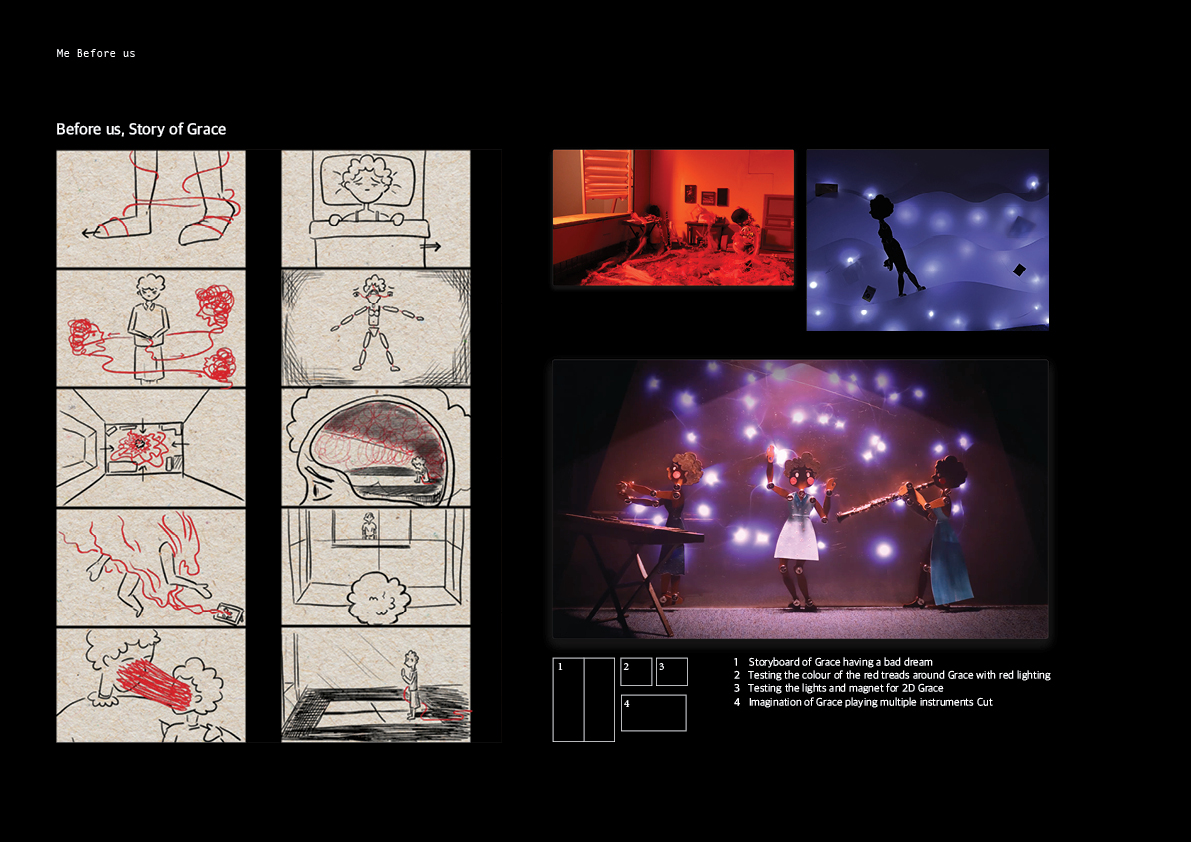 Me Before us
Before us, Story of Grace
1
2
3
4
1 Storyboard of Grace having a bad dream
2 Testing the colour of the red treads around Grace with red lighting
3 Testing the lights and magnet for 2D Grace
4 Imagination of Grace playing multiple instruments Cut